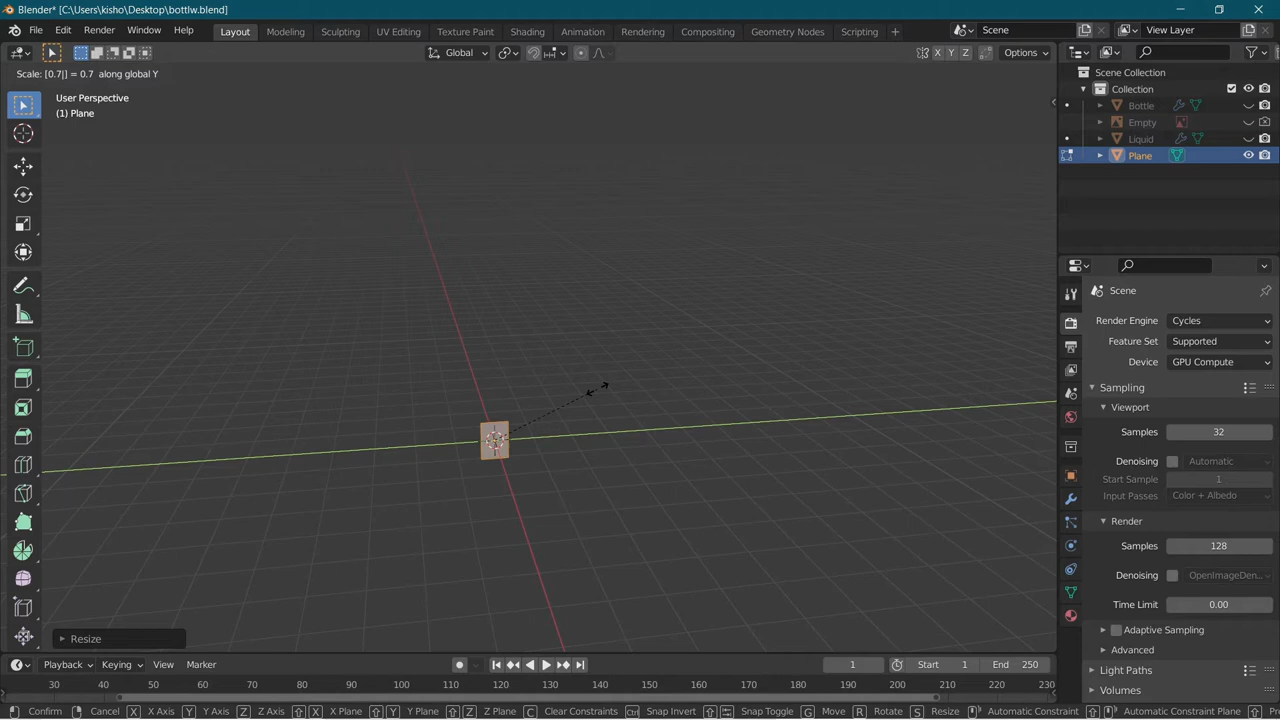 Blender* [C:\Users\kisho\Desktop\bottlw.blend]
File Edit Render Window Help Layout Modeling Sculpting UV Editing Texture Paint Shading Animation Rendering Compositing Geometry Nodes Scripting + Scene View Layer
Global X Y Z Options
Scale: [0.7|] = 0.7 along global Y
User Perspective
(1) Plane
Scene Collection
Collection
Bottle
Empty
Liquid
Plane
Scene
Render Engine Cycles
Feature Set Supported
Device GPU Compute
Sampling
Viewport
Samples 32
Denoising Automatic
Start Sample 1
Input Passes Color + Albedo
Render
Samples 128
Denoising OpenImageDen...
Time Limit 0.00
Adaptive Sampling
Advanced
Light Paths
Volumes
Resize
Playback Keying View Marker 1 Start 1 End 250
30 40 50 60 70 80 90 100 110 120 130 140 150 160 170 180 190 200 210 220 230
Confirm Cancel X X Axis Y Y Axis Z Z Axis X X Plane Y Y Plane Z Z Plane C Clear Constraints Ctrl Snap Invert Snap Toggle G Move R Rotate S Resize Automatic Constraint Automatic Constraint Plane